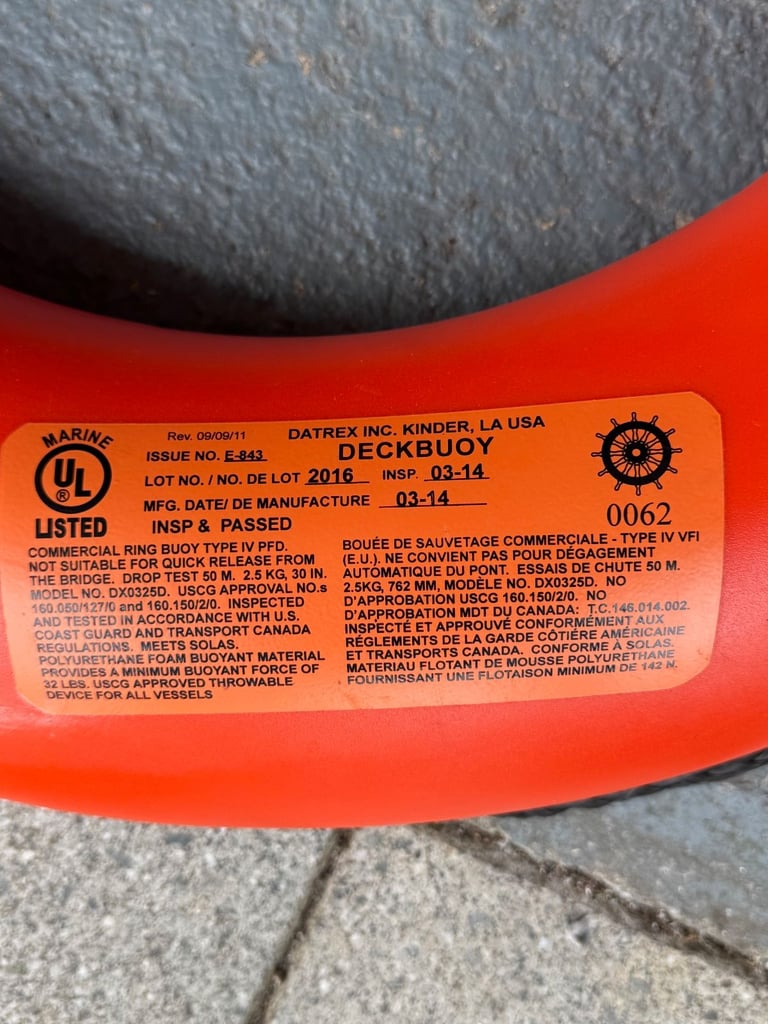 MARINE
UL
®
LISTED
Rev. 09/09/11
DATREX INC. KINDER, LA USA
ISSUE NO. E-843
DECKBUOY
LOT NO. / NO. DE LOT 2016 INSP. 03-14
MFG. DATE/ DE MANUFACTURE 03-14
INSP & PASSED
0062
COMMERCIAL RING BUOY TYPE IV PFD.
NOT SUITABLE FOR QUICK RELEASE FROM
THE BRIDGE. DROP TEST 50 M. 2.5 KG, 30 IN.
MODEL NO. DX0325D. USCG APPROVAL NO.s
160.050/127/0 and 160.150/2/0. INSPECTED
AND TESTED IN ACCORDANCE WITH U.S.
COAST GUARD AND TRANSPORT CANADA
REGULATIONS. MEETS SOLAS.
POLYURETHANE FOAM BUOYANT MATERIAL
PROVIDES A MINIMUM BUOYANT FORCE OF
32 LBS. USCG APPROVED THROWABLE
DEVICE FOR ALL VESSELS
BOUÉE DE SAUVETAGE COMMERCIALE - TYPE IV VFI
(E.U.). NE CONVIENT PAS POUR DÉGAGEMENT
AUTOMATIQUE DU PONT. ESSAIS DE CHUTE 50 M.
2.5KG, 762 MM, MODÈLE NO. DX0325D. NO
D'APPROBATION USCG 160.150/2/0. NO
D'APPROBATION MDT DU CANADA: T.C.146.014.002.
INSPECTÉ ET APPROUVÉ CONFORMÉMENT AUX
RÉGLEMENTS DE LA GARDE CÔTIÉRE AMÉRICAINE
ET TRANSPORTS CANADA. CONFORME À SOLAS.
MATERIAU FLOTANT DE MOUSSE POLYURETHANE
FOURNISSANT UNE FLOTAISON MINIMUM DE 142 N.